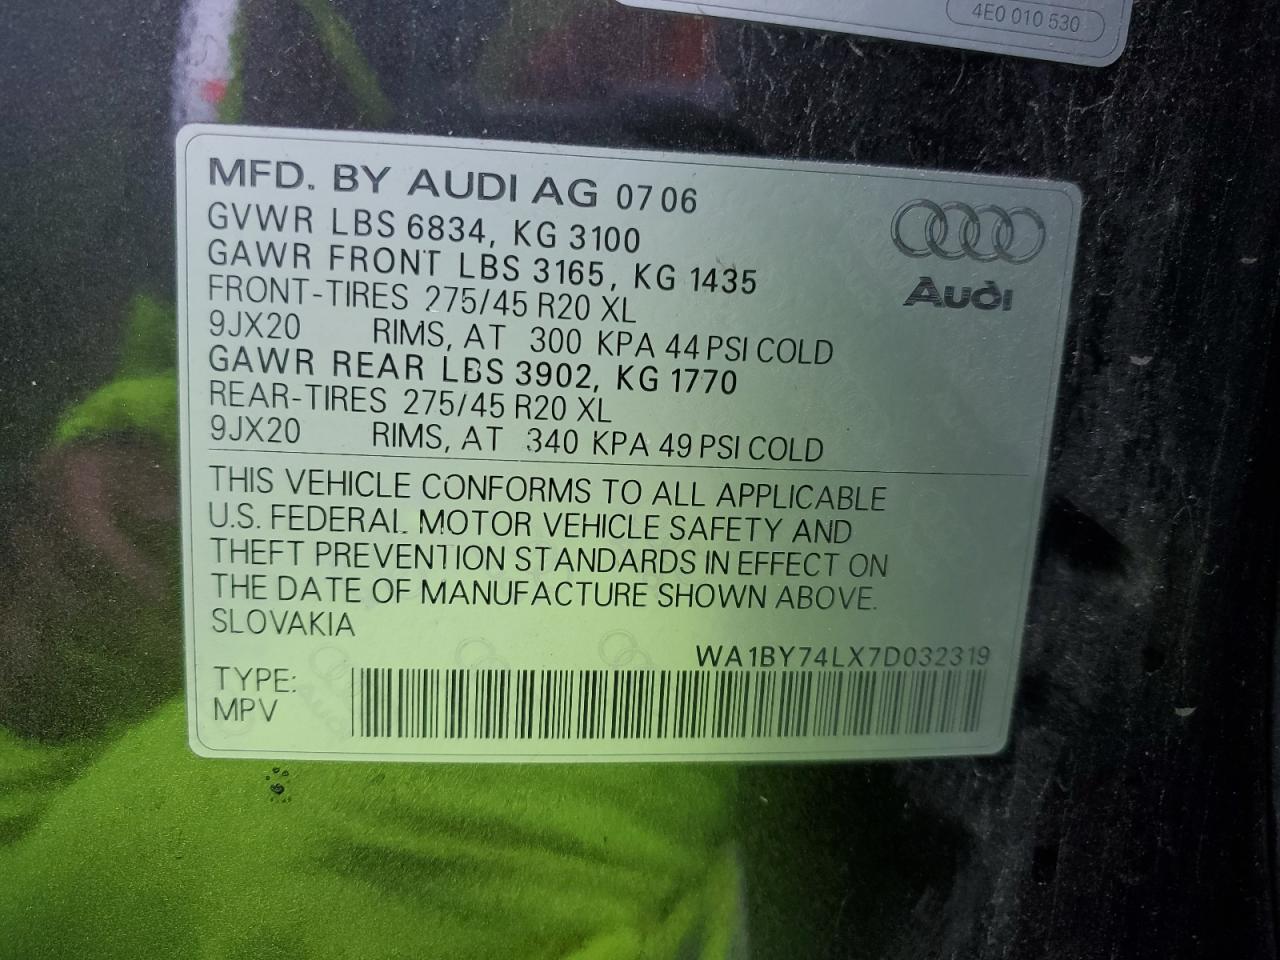 4E0 010 530
MFD. BY AUDI AG 07 06
GVWR LBS 6834, KG 3100
GAWR FRONT LBS 3165, KG 1435
FRONT-TIRES 275/45 R20 XL
9JX20 RIMS, AT 300 KPA 44 PSI COLD
GAWR REAR LBS 3902, KG 1770
REAR-TIRES 275/45 R20 XL
9JX20 RIMS, AT 340 KPA 49 PSI COLD
Audi
THIS VEHICLE CONFORMS TO ALL APPLICABLE
U.S. FEDERAL MOTOR VEHICLE SAFETY AND
THEFT PREVENTION STANDARDS IN EFFECT ON
THE DATE OF MANUFACTURE SHOWN ABOVE.
SLOVAKIA
WA1BY74LX7D032319
TYPE:
MPV